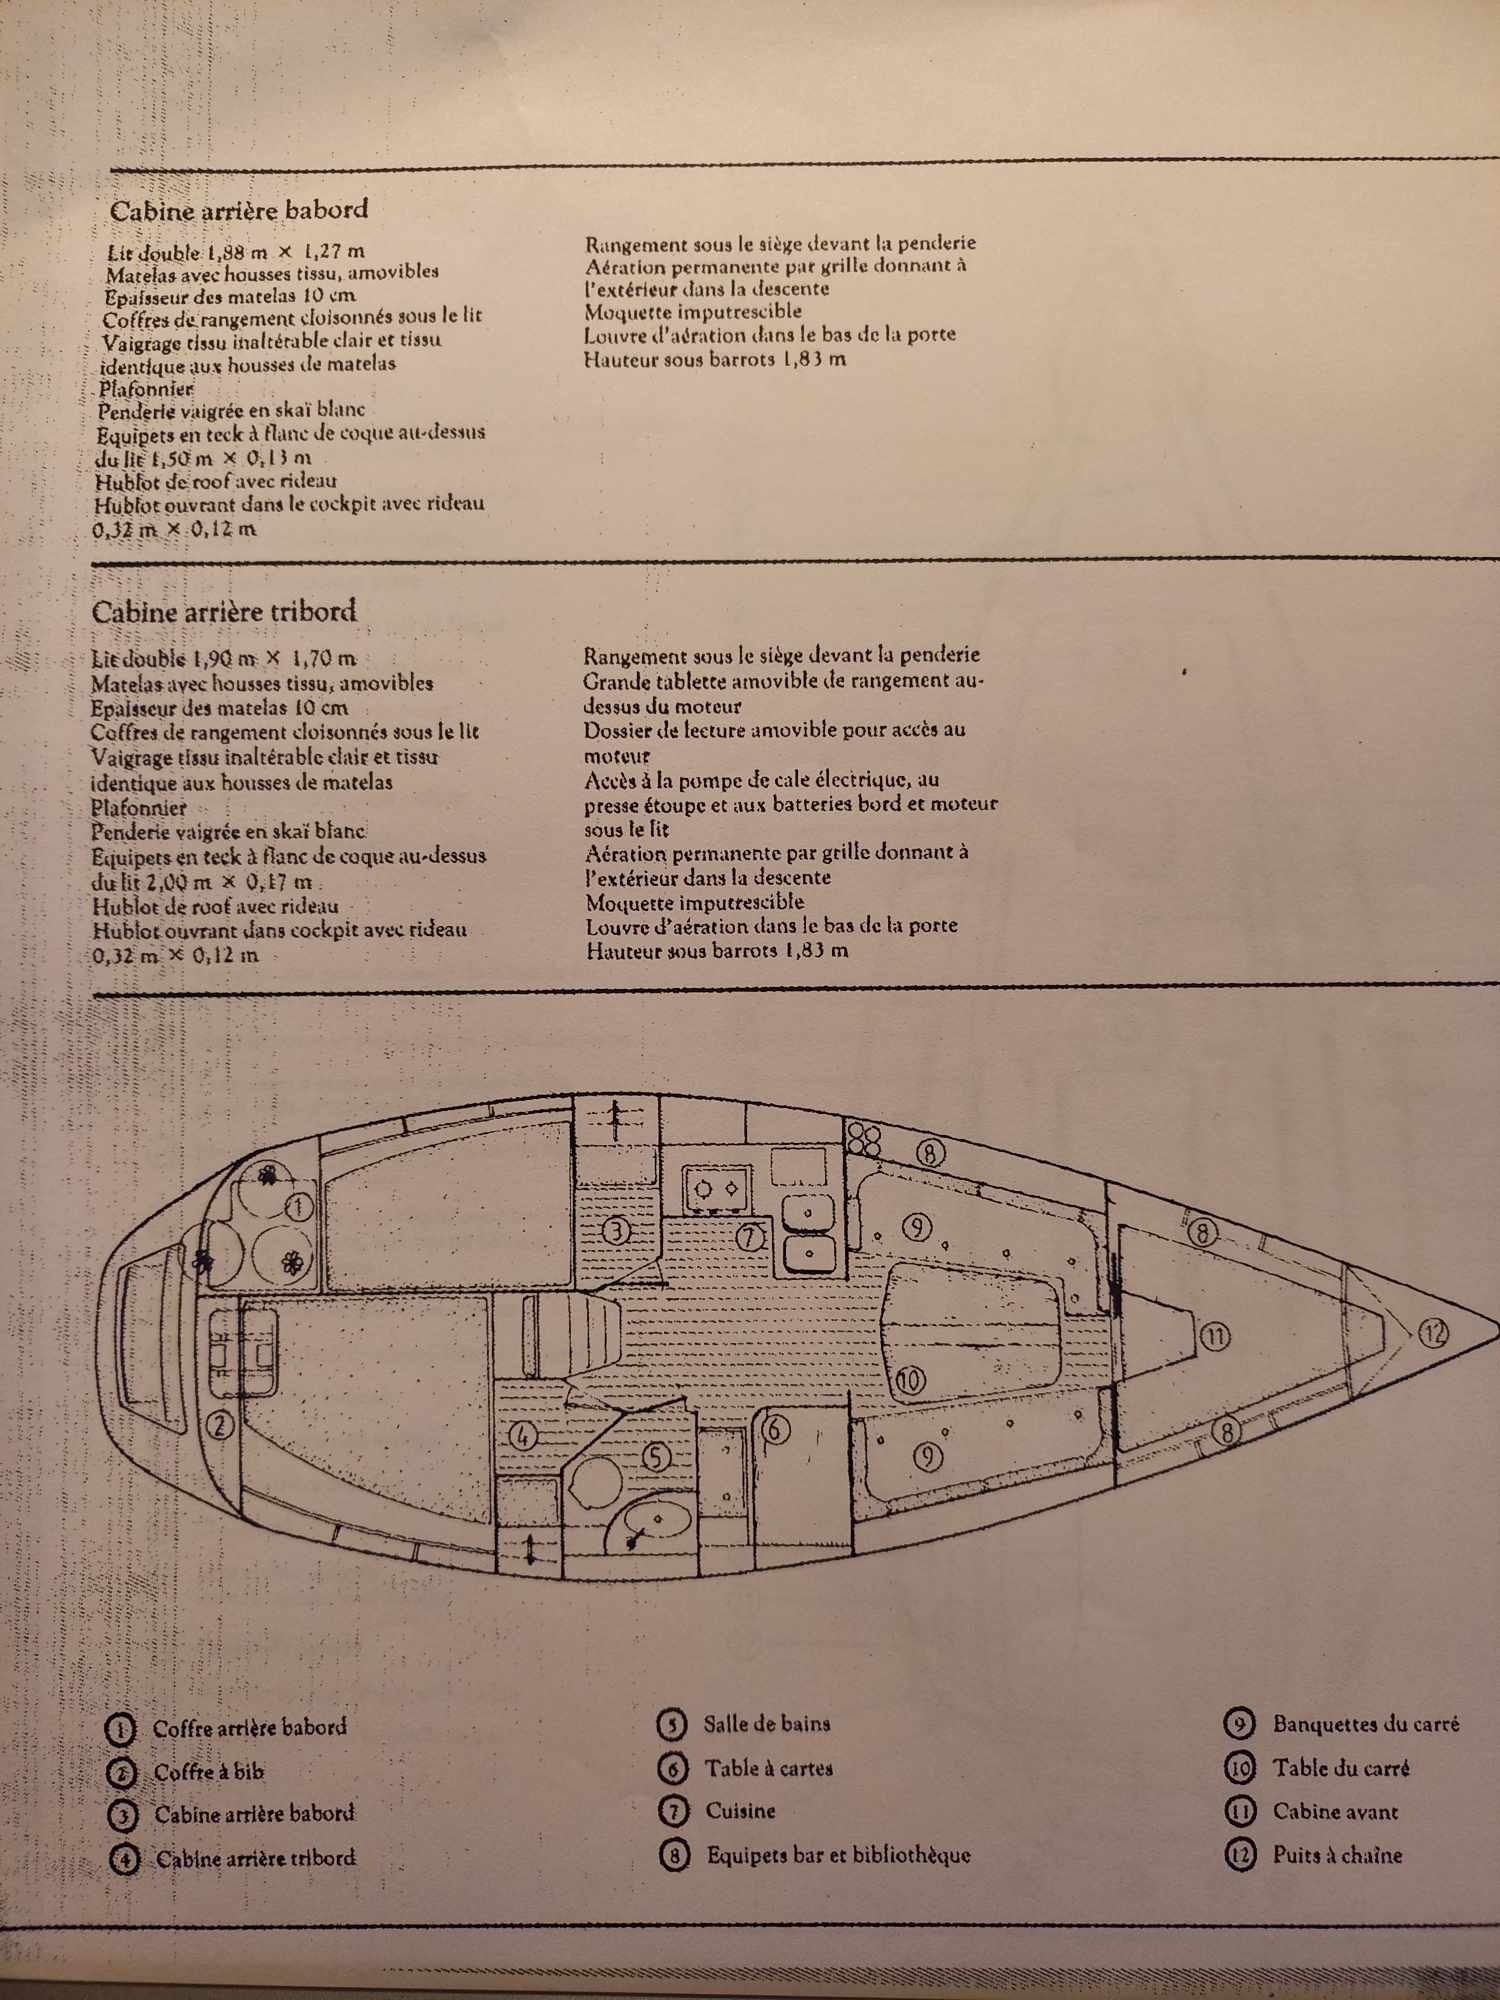 Cabine arrière babord
Lit double 1,88 m × 1,27 m
Matelas avec housses tissu, amovibles
Epaisseur des matelas 10 cm
Coffres de rangement cloisonnés sous le lit
Vaigrage tissu inaltérable clair et tissu
identique aux housses de matelas
Plafonnier
Penderie vaigrée en skaï blanc
Equipets en teck à flanc de coque au-dessus
du lit 1,50 m × 0,13 m
Hublot de roof avec rideau
Hublot ouvrant dans le cockpit avec rideau
0,32 m × 0,12 m
Rangement sous le siège devant la penderie
Aération permanente par grille donnant à
l'extérieur dans la descente
Moquette imputrescible
Louvre d'aération dans le bas de la porte
Hauteur sous barrots 1,83 m
Cabine arrière tribord
Lit double 1,90 m × 1,70 m
Matelas avec housses tissu, amovibles
Epaisseur des matelas 10 cm
Coffres de rangement cloisonnés sous le lit
Vaigrage tissu inaltérable clair et tissu
identique aux housses de matelas
Plafonnier
Penderie vaigrée en skaï blanc
Equipets en teck à flanc de coque au-dessus
du lit 2,00 m × 0,17 m
Hublot de roof avec rideau
Hublot ouvrant dans cockpit avec rideau
0,32 m × 0,12 m
Rangement sous le siège devant la penderie
Grande tablette amovible de rangement au-
dessus du moteur
Dossier de lecture amovible pour accès au
moteur
Accès à la pompe de cale électrique, au
presse étoupe et aux batteries bord et moteur
sous le lit
Aération permanente par grille donnant à
l'extérieur dans la descente
Moquette imputrescible
Louvre d'aération dans le bas de la porte
Hauteur sous barrots 1,83 m
8
1
3
7
9
8
11
12
10
2
4
5
6
9
8
1 Coffre arrière babord
2 Coffre à bib
3 Cabine arrière babord
4 Cabine arrière tribord
5 Salle de bains
6 Table à cartes
7 Cuisine
8 Equipets bar et bibliothèque
9 Banquettes du carré
10 Table du carré
11 Cabine avant
12 Puits à chaîne